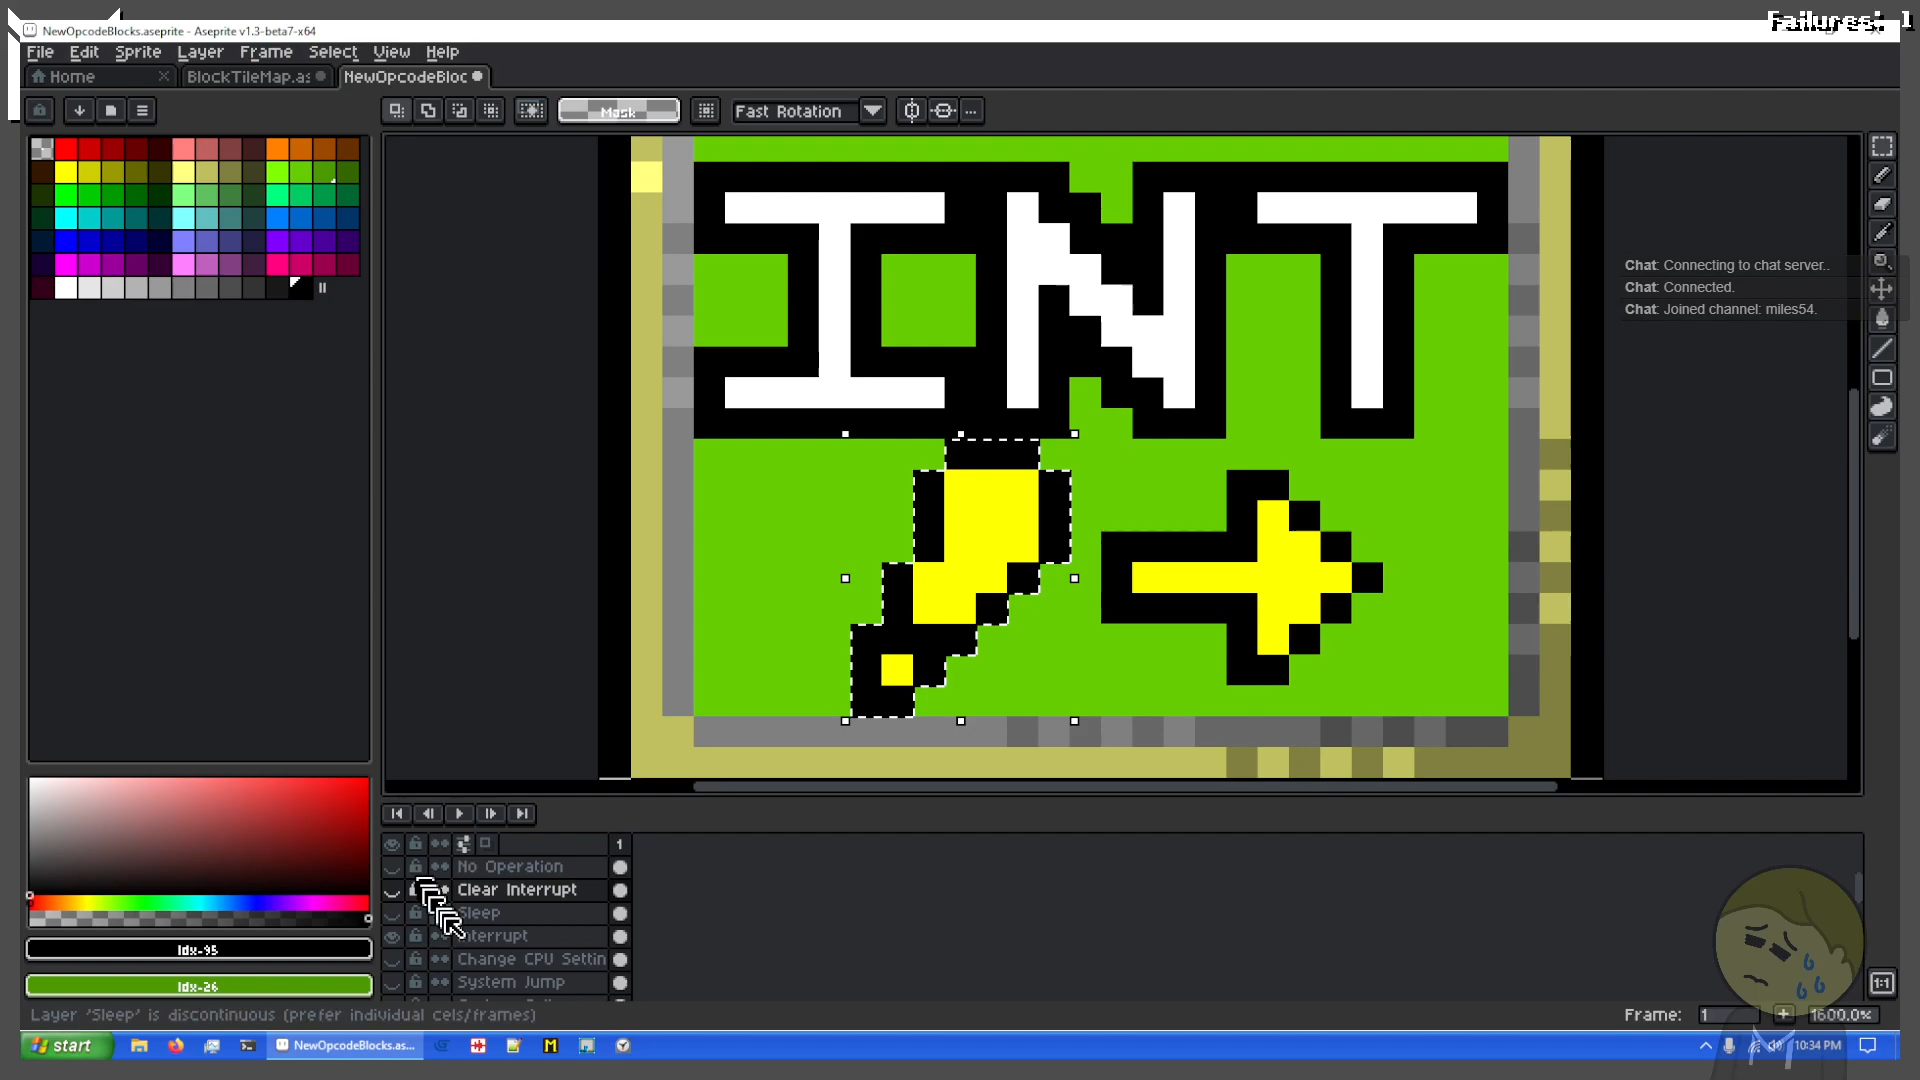 Failures: 1
NewOpcodeBlocks.aseprite - Aseprite v1.3-beta7-x64
File Edit Sprite Layer Frame Select View Help
Home
BlockTileMap.as
NewOpcodeBloc
Mask
Fast Rotation
INT
Chat: Connecting to chat server..
Chat: Connected.
Chat: Joined channel: miles54.
1
No Operation
Clear Interrupt
Sleep
Interrupt
Change CPU Settin
System Jump
Idx-95
Idx-26
Layer 'Sleep' is discontinuous (prefer individual cels/frames)
Frame: 1
1600.0%
1:1
start
NewOpcodeBlocks.as...
10:34 PM